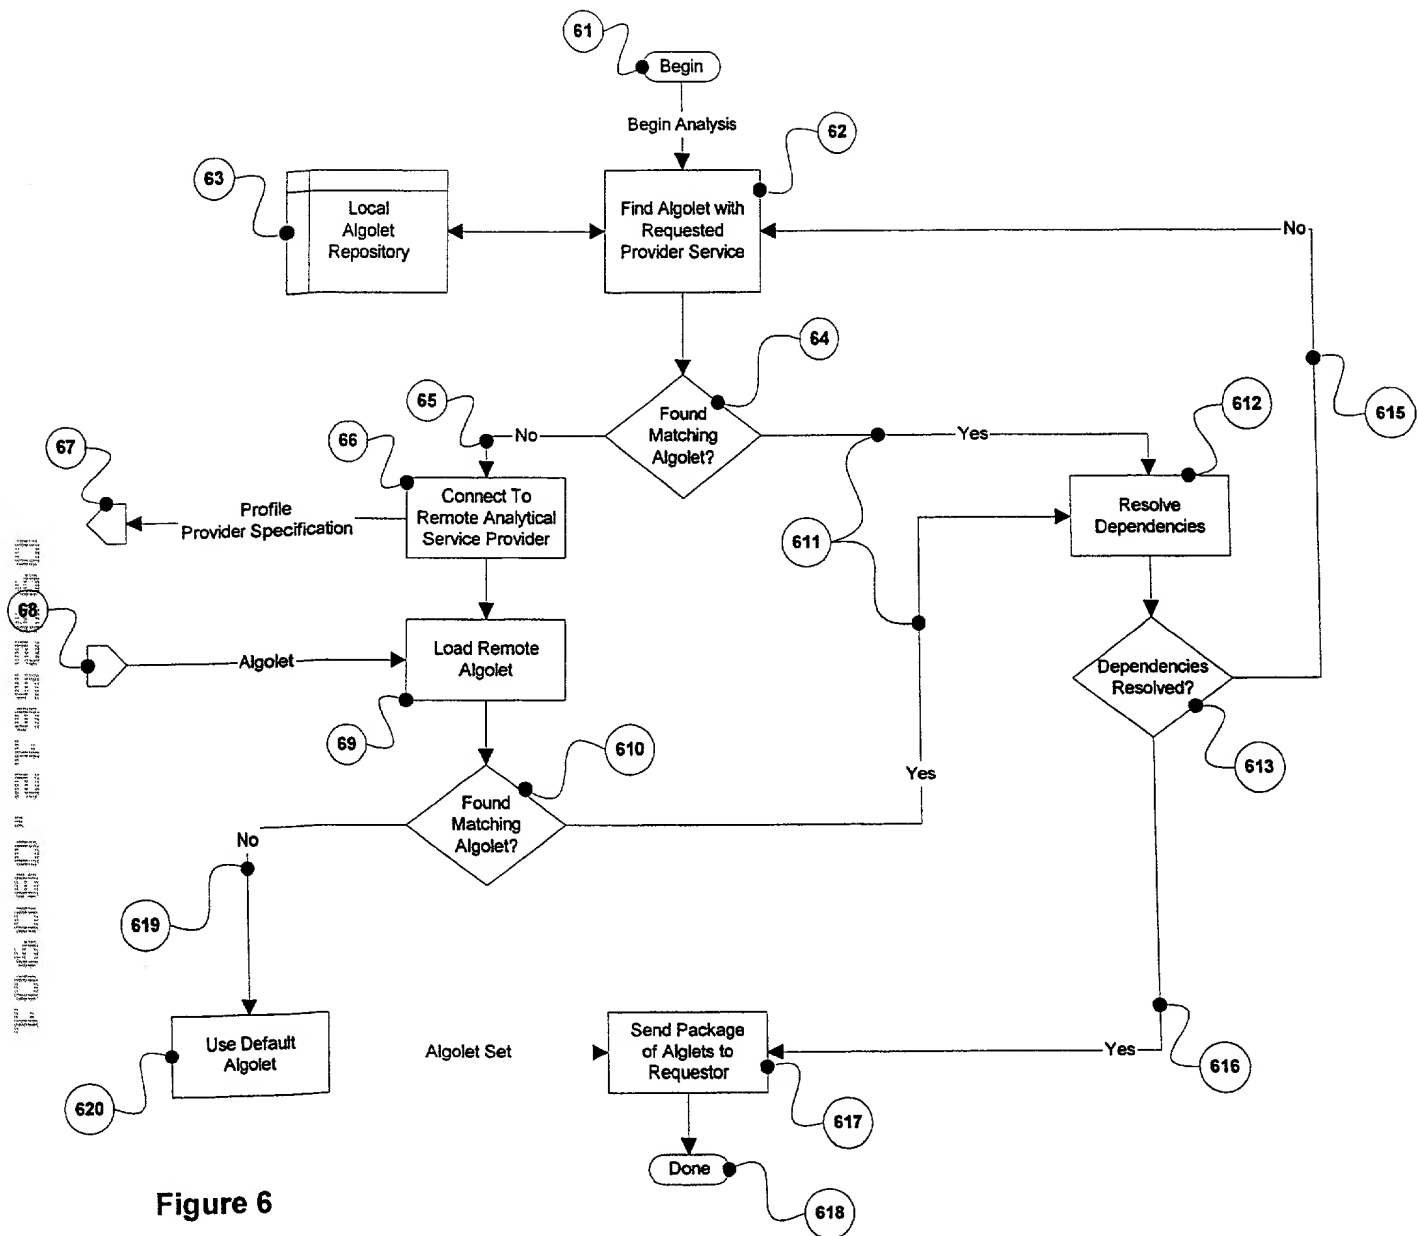 61
Begin
Begin Analysis
62
63
Local
Algolet
Repository
Find Algolet with
Requested
Provider Service
No
64
Found
Matching
Algolet?
65
No
66
67
Yes
612
615
Connect To
Remote Analytical
Service Provider
Profile
Provider Specification
Resolve
Dependencies
611
68
Algolet
Load Remote
Algolet
Dependencies
Resolved?
69
610
613
Yes
Found
Matching
Algolet?
No
619
Use Default
Algolet
Algolet Set
Send Package
of Alglets to
Requestor
Yes
616
620
617
Done
618
Figure 6